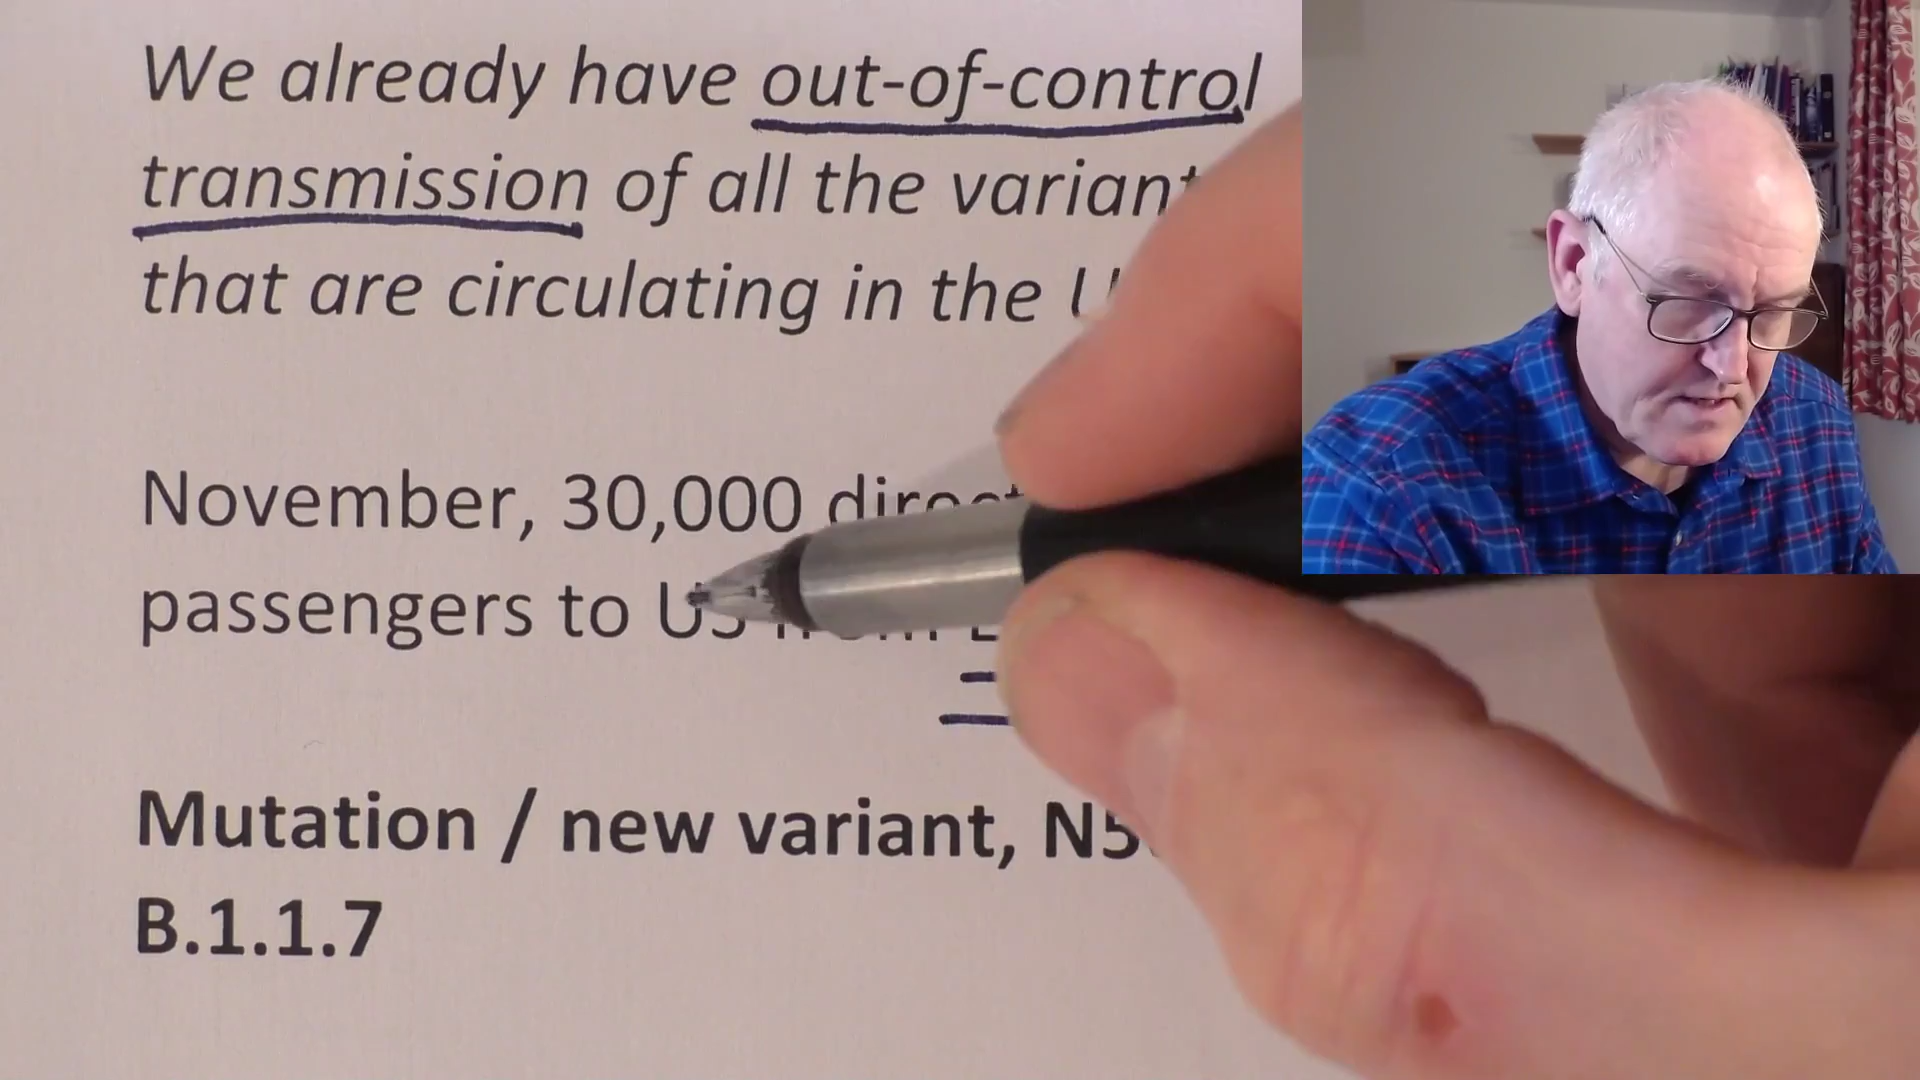 We already have out-of-control
transmission of all the
that are circulating in the
November, 30,000
passengers to US
Mutation / new variant,
B.1.1.7